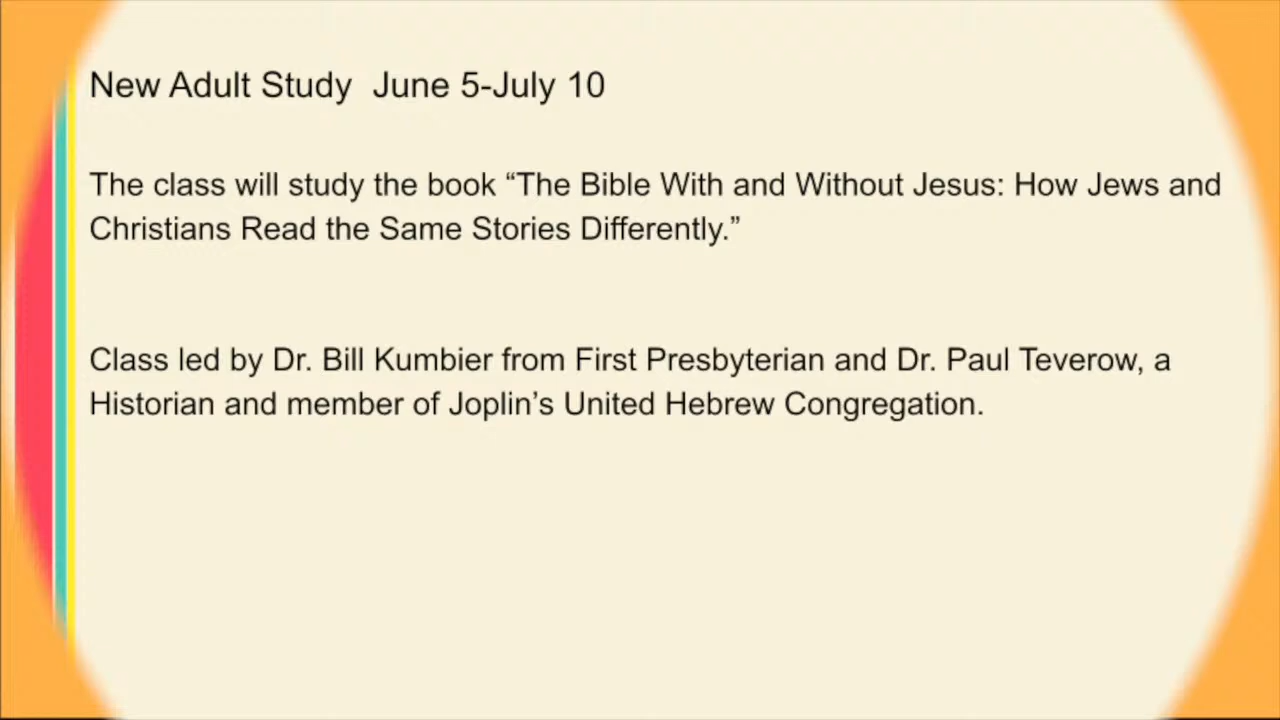 New Adult Study  June 5-July 10
The class will study the book “The Bible With and Without Jesus: How Jews and
Christians Read the Same Stories Differently.”
Class led by Dr. Bill Kumbier from First Presbyterian and Dr. Paul Teverow, a
Historian and member of Joplin’s United Hebrew Congregation.